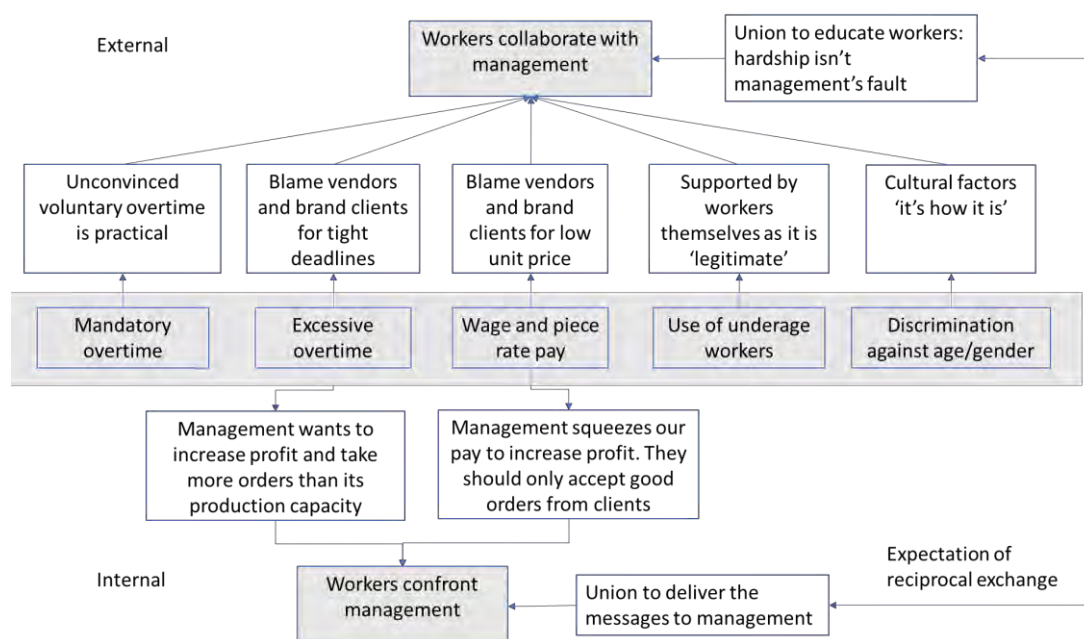 External
Workers collaborate with
management
Union to educate workers:
hardship isn't
management's fault
Unconvinced
voluntary overtime
is practical
Blame vendors
and brand clients
for tight
deadlines
Blame vendors
and brand
clients for low
unit price
Supported by
workers
themselves as it is
'legitimate'
Cultural factors
'it's how it is'
Mandatory
overtime
Excessive
overtime
Wage and piece
rate pay
Use of underage
workers
Discrimination
against age/gender
Management wants to
increase profit and take
more orders than its
production capacity
Management squeezes our
pay to increase profit. They
should only accept good
orders from clients
Internal
Workers confront
management
Union to deliver the
messages to management
Expectation of
reciprocal exchange